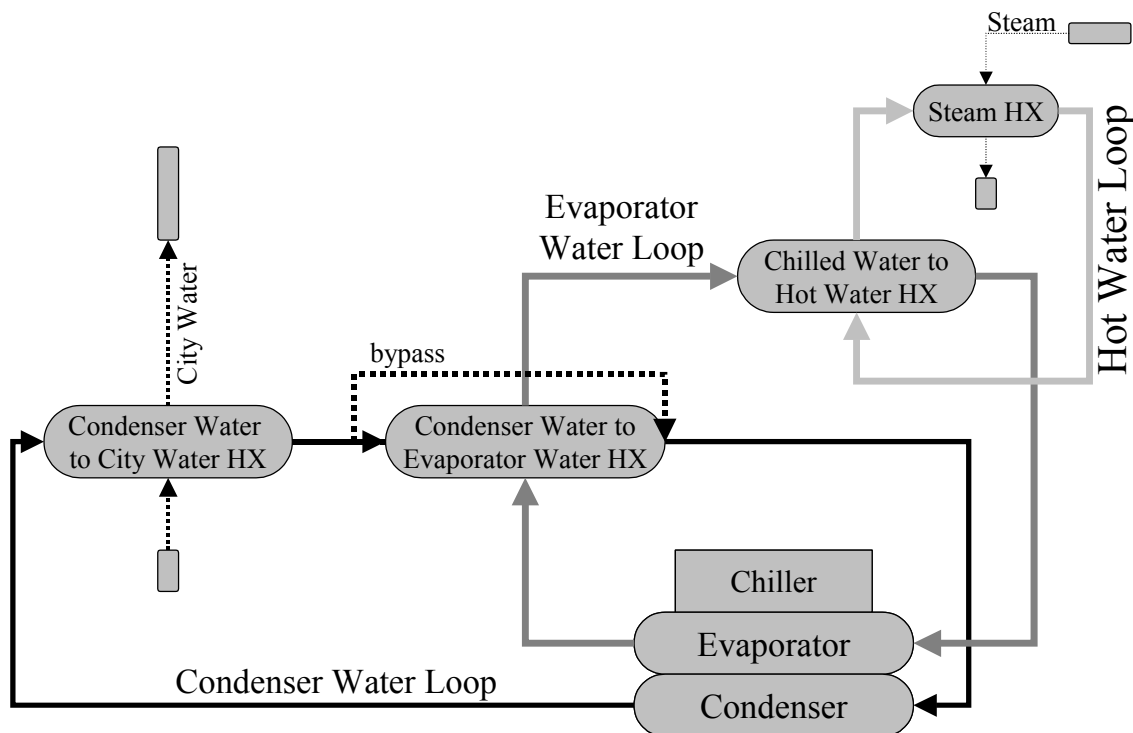 Steam
Steam HX
Hot Water Loop
Evaporator
Water Loop
Chilled Water to
Hot Water HX
City Water
bypass
Condenser Water
to City Water HX
Condenser Water to
Evaporator Water HX
Chiller
Evaporator
Condenser Water Loop
Condenser